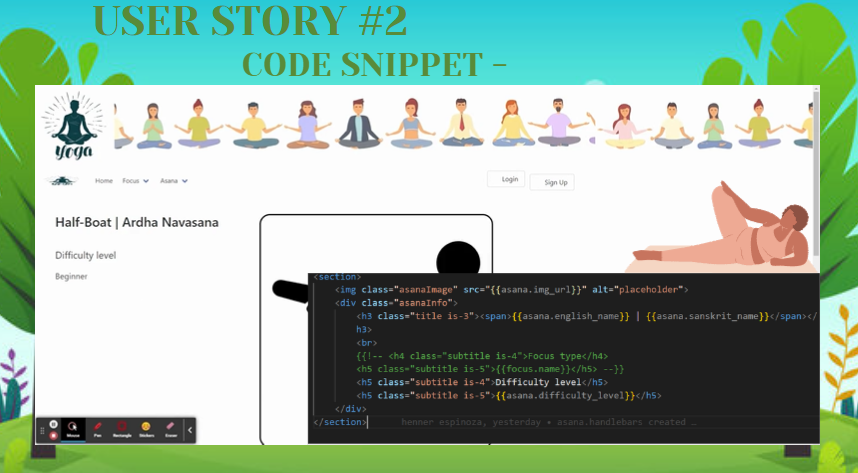 USER STORY #2
CODE SNIPPET -
yoga
Home Focus Asana Login Sign Up
Half-Boat | Ardha Navasana
Difficulty level
Beginner
<section>
<img class="asanaImage" src="{{asana.img_url}}" alt="placeholder">
<div class="asanaInfo">
<h3 class="title is-3"><span>{{asana.english_name}} | {{asana.sanskrit_name}}</span></
h3>
<br>
{{!-- <h4 class="subtitle is-4">Focus type</h4>
<h5 class="subtitle is-5">{{focus.name}}</h5> --}}
<h5 class="subtitle is-4">Difficulty level</h5>
<h5 class="subtitle is-5">{{asana.difficulty_level}}</h5>
</div>
</section> henner espinoza, yesterday • asana.handlebars created …
Mouse Pen Rectangle Stickers Eraser